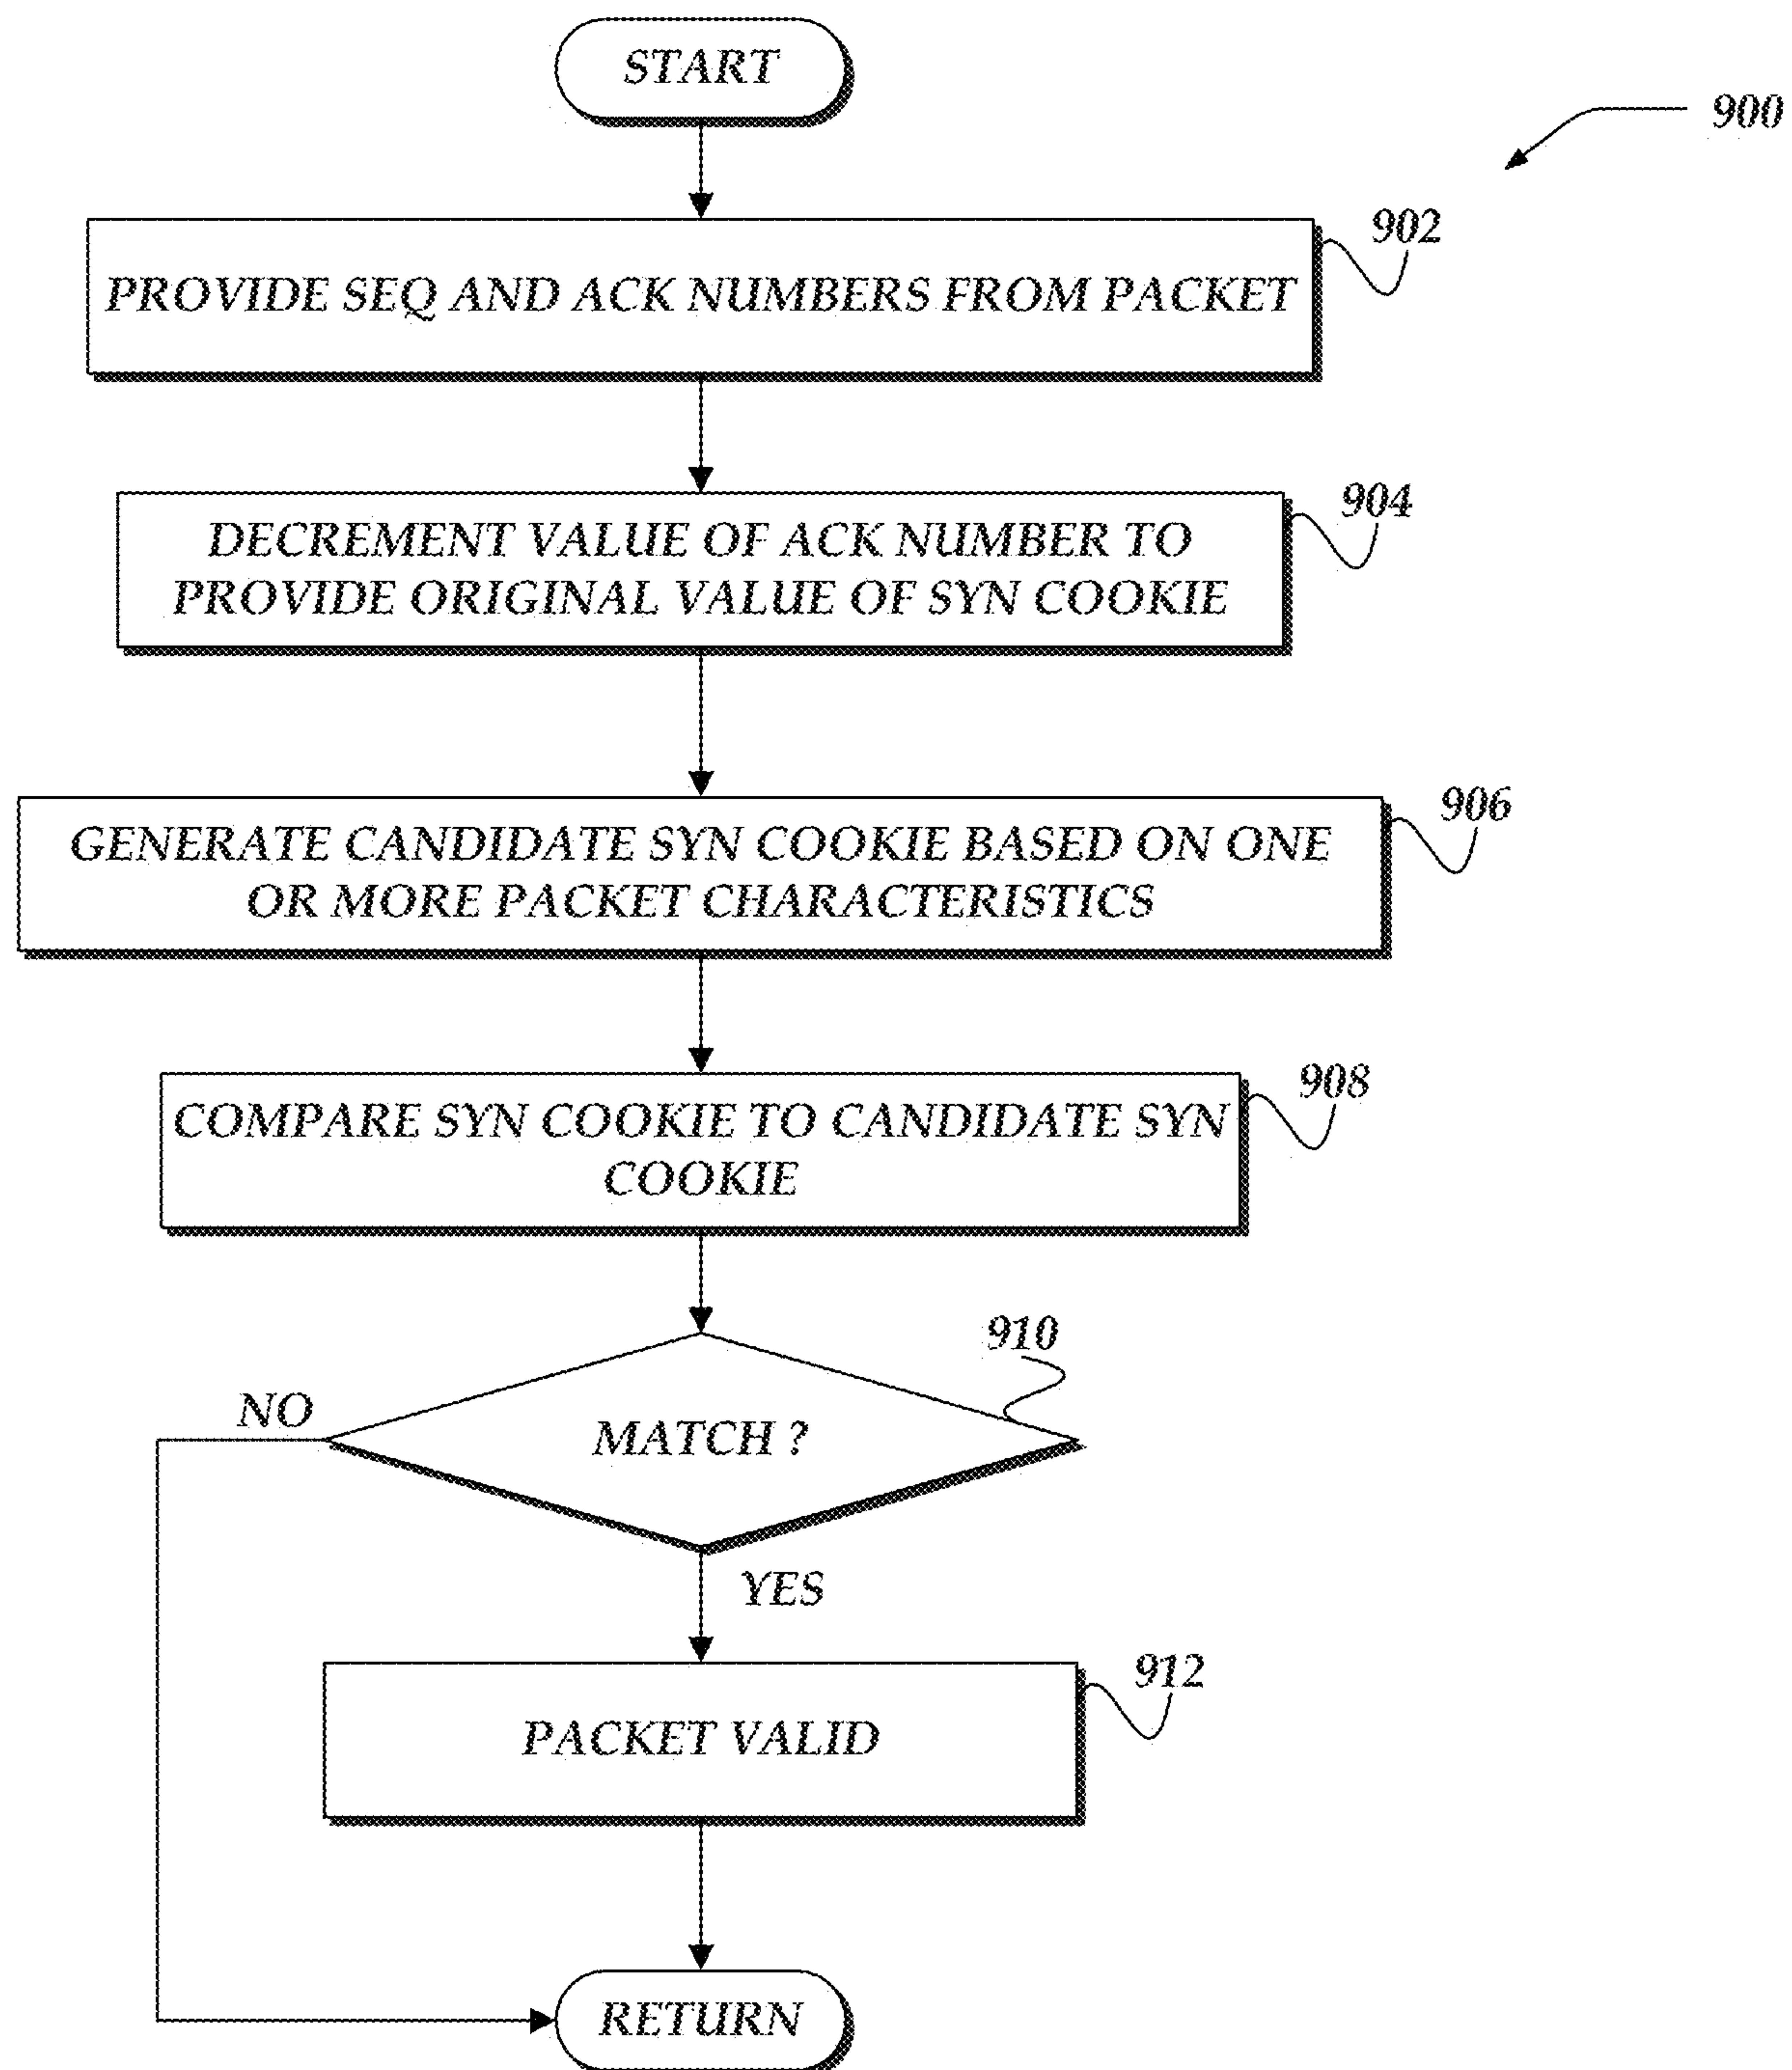 START
900
902
PROVIDE SEQ AND ACK NUMBERS FROM PACKET
904
DECREMENT VALUE OF ACK NUMBER TO
PROVIDE ORIGINAL VALUE OF SYN COOKIE
906
GENERATE CANDIDATE SYN COOKIE BASED ON ONE
OR MORE PACKET CHARACTERISTICS
908
COMPARE SYN COOKIE TO CANDIDATE SYN
COOKIE
910
NO
MATCH ?
YES
912
PACKET VALID
RETURN